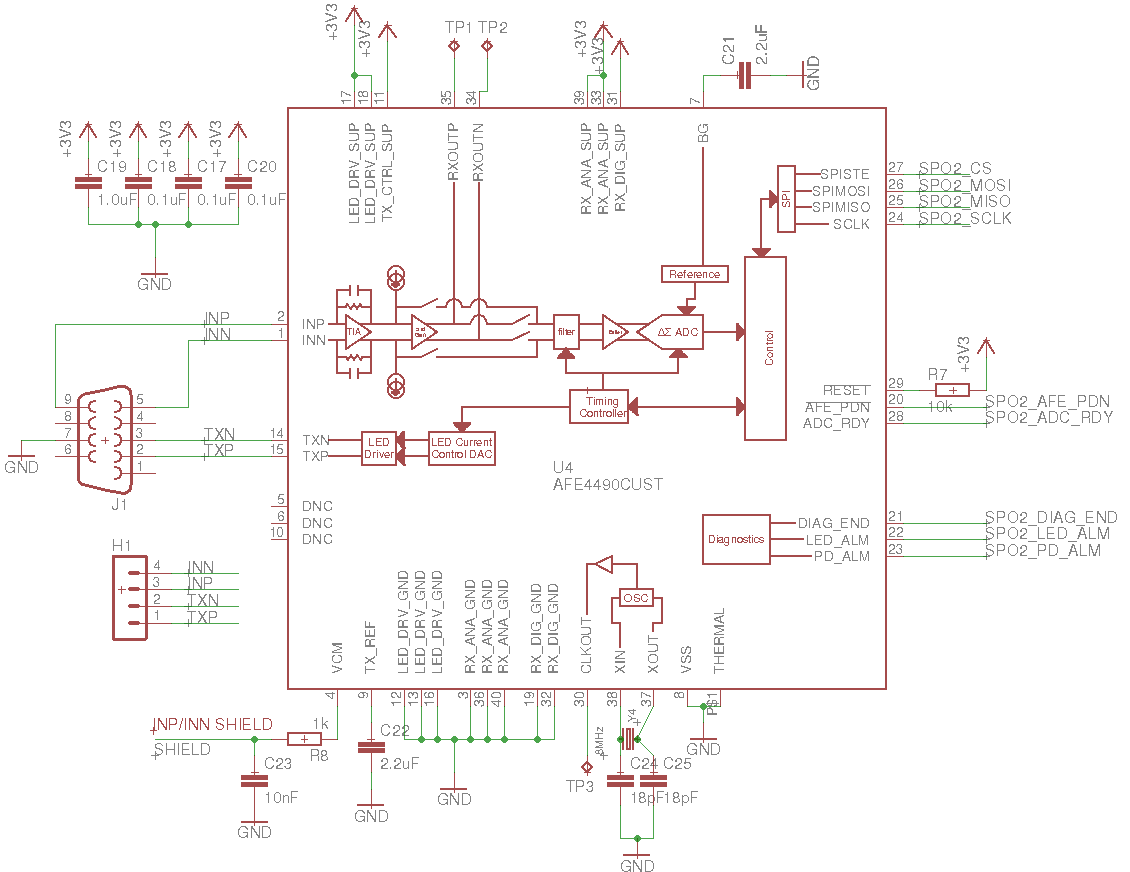 +3V3
+3V3
TP1 TP2
+3V3
+3V3
C21
2.2uF
GND
17
18
11
35
34
39
33
31
7
+3V3
+3V3
+3V3
+3V3
C19
C18
C17
C20
1.0uF
0.1uF
0.1uF
0.1uF
GND
LED_DRV_SUP
LED_DRV_SUP
TX_CTRL_SUP
RXOUTP
RXOUTN
RX_ANA_SUP
RX_ANA_SUP
RX_DIG_SUP
BG
SPI
SPISTE
SPIMOSI
SPIMISO
SCLK
27 SPO2_CS
26 SPO2_MOSI
25 SPO2_MISO
24 SPO2_SCLK
Reference
INP 2 INP
INN 1 INN
TIA
filter
ΔΣ ADC
Control
Timing
Controller
RESET 29
R7
10k
+3V3
AFE_PDN 20 SPO2_AFE_PDN
ADC_RDY 28 SPO2_ADC_RDY
9
8
7
6
5
4
3
2
1
J1
GND
TXN 14 TXN
TXP 15 TXP
LED
Driver
LED Current
Control DAC
U4
AFE4490CUST
5 DNC
6 DNC
10 DNC
Diagnostics
DIAG_END 21 SPO2_DIAG_END
LED_ALM 22 SPO2_LED_ALM
PD_ALM 23 SPO2_PD_ALM
H1
4 INN
3 INP
2 TXN
1 TXP
OSC
VCM
TX_REF
LED_DRV_GND
LED_DRV_GND
LED_DRV_GND
RX_ANA_GND
RX_ANA_GND
RX_ANA_GND
RX_DIG_GND
RX_DIG_GND
CLKOUT
XIN
XOUT
VSS
THERMAL
4
9
12
13
16
3
36
40
19
32
30
38
37
8
PS1
INP/INN SHIELD
SHIELD
1k
R8
C23
10nF
GND
C22
2.2uF
GND
GND
TP3
8MHz
Y4
C24
C25
18pF
18pF
GND
GND